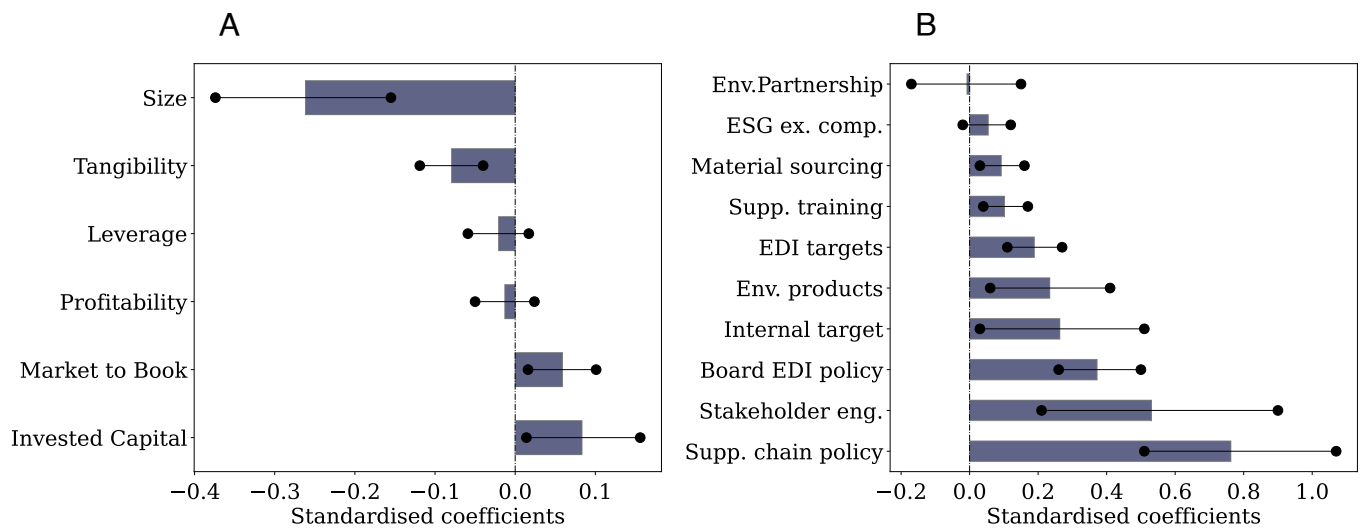 A
Size
Tangibility
Leverage
Profitability
Market to Book
Invested Capital
−0.4 −0.3 −0.2 −0.1 0.0 0.1
Standardised coefficients
B
Env.Partnership
ESG ex. comp.
Material sourcing
Supp. training
EDI targets
Env. products
Internal target
Board EDI policy
Stakeholder eng.
Supp. chain policy
−0.2 0.0 0.2 0.4 0.6 0.8 1.0
Standardised coefficients